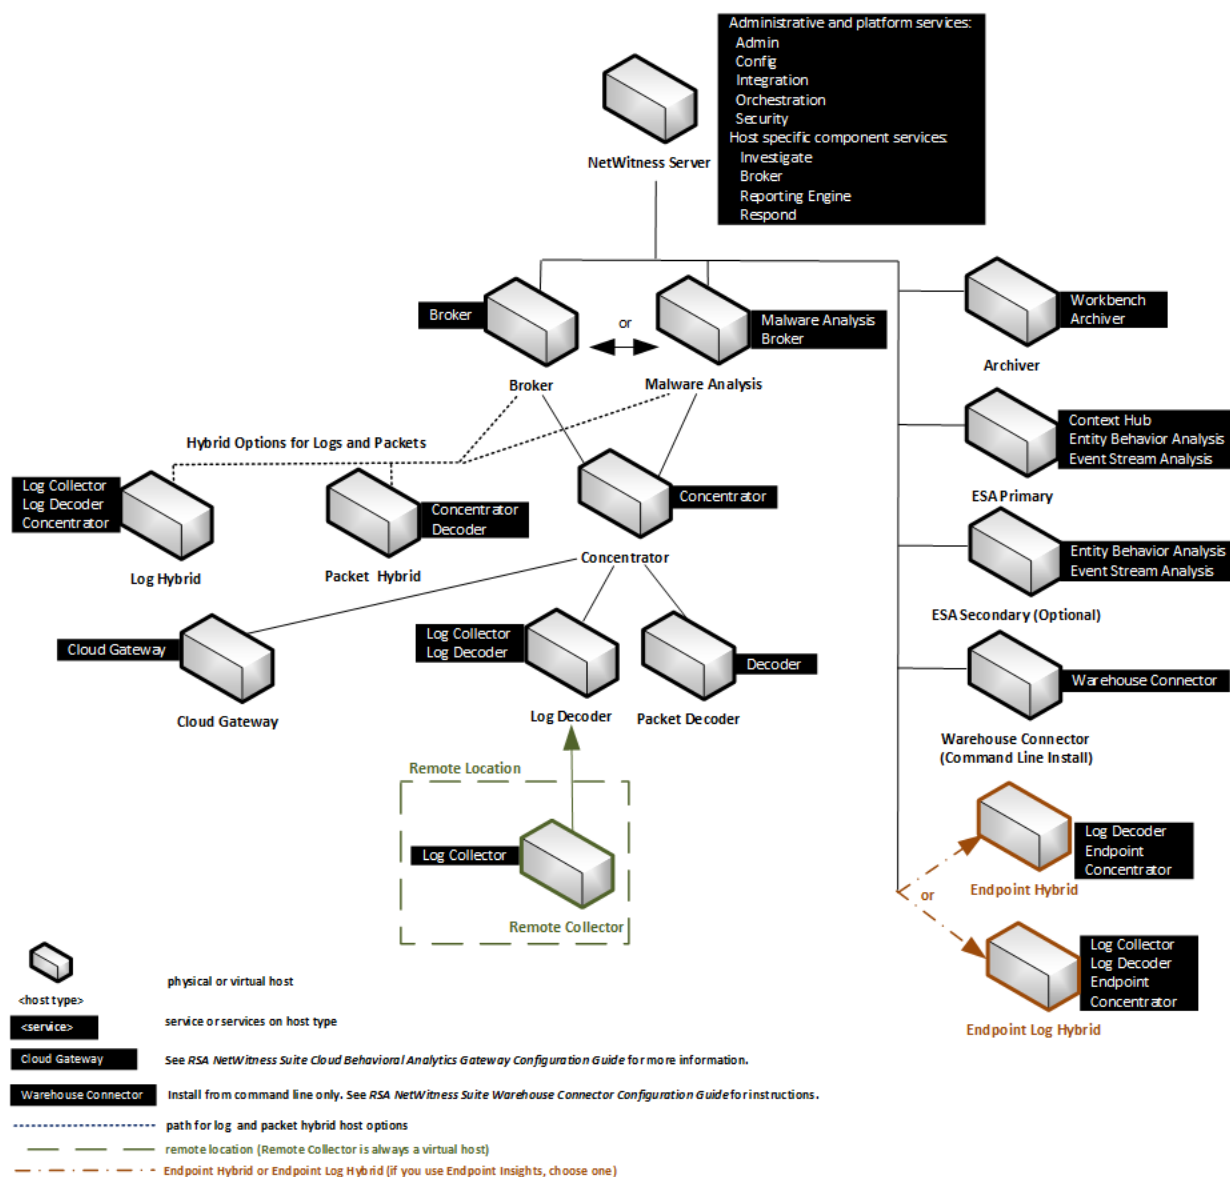 Administrative and platform services:
Admin
Config
Integration
Orchestration
Security
Host specific component services:
Investigate
Broker
Reporting Engine
Respond
NetWitness Server
Broker
or
Malware Analysis
Broker
Workbench
Archiver
Archiver
Broker
Malware Analysis
Context Hub
Entity Behavior Analysis
Event Stream Analysis
ESA Primary
Hybrid Options for Logs and Packets
Log Collector
Log Decoder
Concentrator
Log Hybrid
Concentrator
Decoder
Packet Hybrid
Concentrator
Concentrator
Entity Behavior Analysis
Event Stream Analysis
ESA Secondary (Optional)
Cloud Gateway
Cloud Gateway
Log Collector
Log Decoder
Log Decoder
Decoder
Packet Decoder
Warehouse Connector
Warehouse Connector
(Command Line Install)
Remote Location
Log Collector
Remote Collector
Log Decoder
Endpoint
Concentrator
Endpoint Hybrid
or
Log Collector
Log Decoder
Endpoint
Concentrator
Endpoint Log Hybrid
<host type>
physical or virtual host
<service>
service or services on host type
Cloud Gateway
See RSA NetWitness Suite Cloud Behavioral Analytics Gateway Configuration Guide for more information.
Warehouse Connector
Install from command line only. See RSA NetWitness Suite Warehouse Connector Configuration Guide for instructions.
path for log and packet hybrid host options
remote location (Remote Collector is always a virtual host)
Endpoint Hybrid or Endpoint Log Hybrid (if you use Endpoint Insights, choose one)